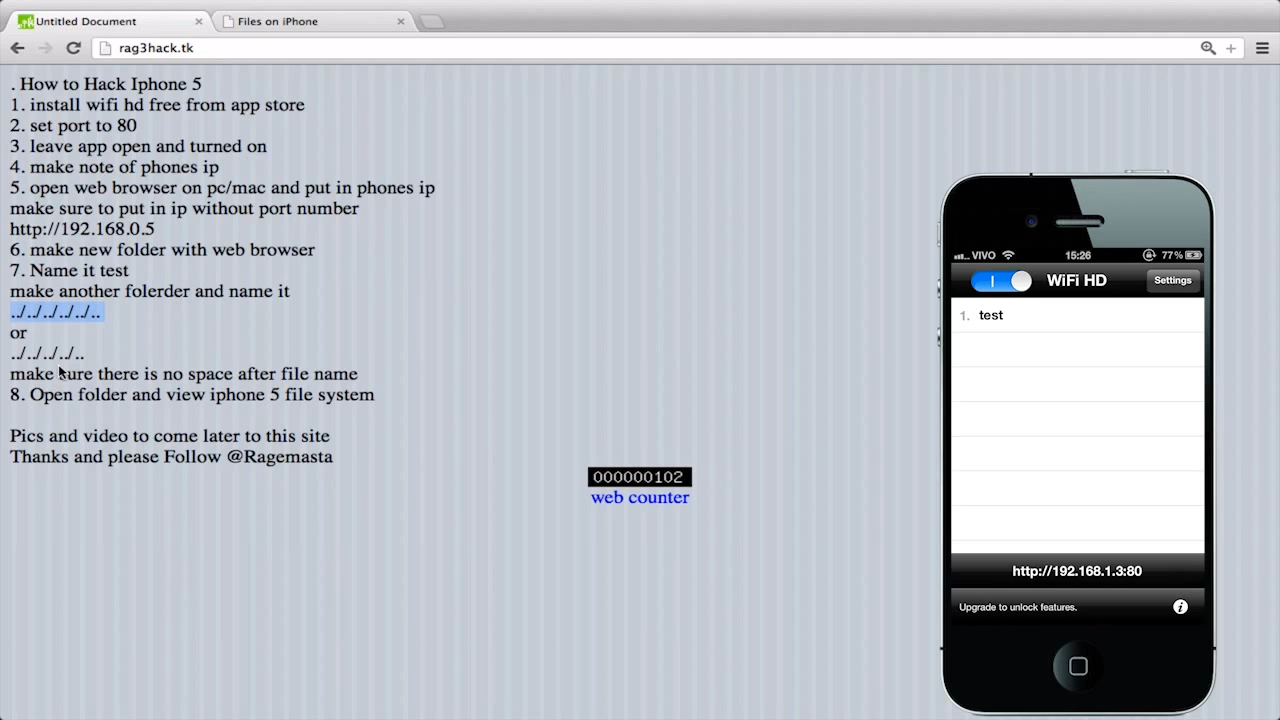 Untitled Document
Files on iPhone
rag3hack.tk
. How to Hack Iphone 5
1. install wifi hd free from app store
2. set port to 80
3. leave app open and turned on
4. make note of phones ip
5. open web browser on pc/mac and put in phones ip
make sure to put in ip without port number
http://192.168.0.5
6. make new folder with web browser
7. Name it test
make another folerder and name it
../../../../../..
or
../../../../..
make sure there is no space after file name
8. Open folder and view iphone 5 file system
Pics and video to come later to this site
Thanks and please Follow @Ragemasta
000000102
web counter
VIVO 15:26 77%
WiFi HD Settings
1. test
http://192.168.1.3:80
Upgrade to unlock features.